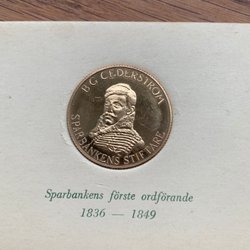 B G CEDERSTRÖM
SPARBANKENS STIFTARE
Sparbankens förste ordförande
1836 — 1849